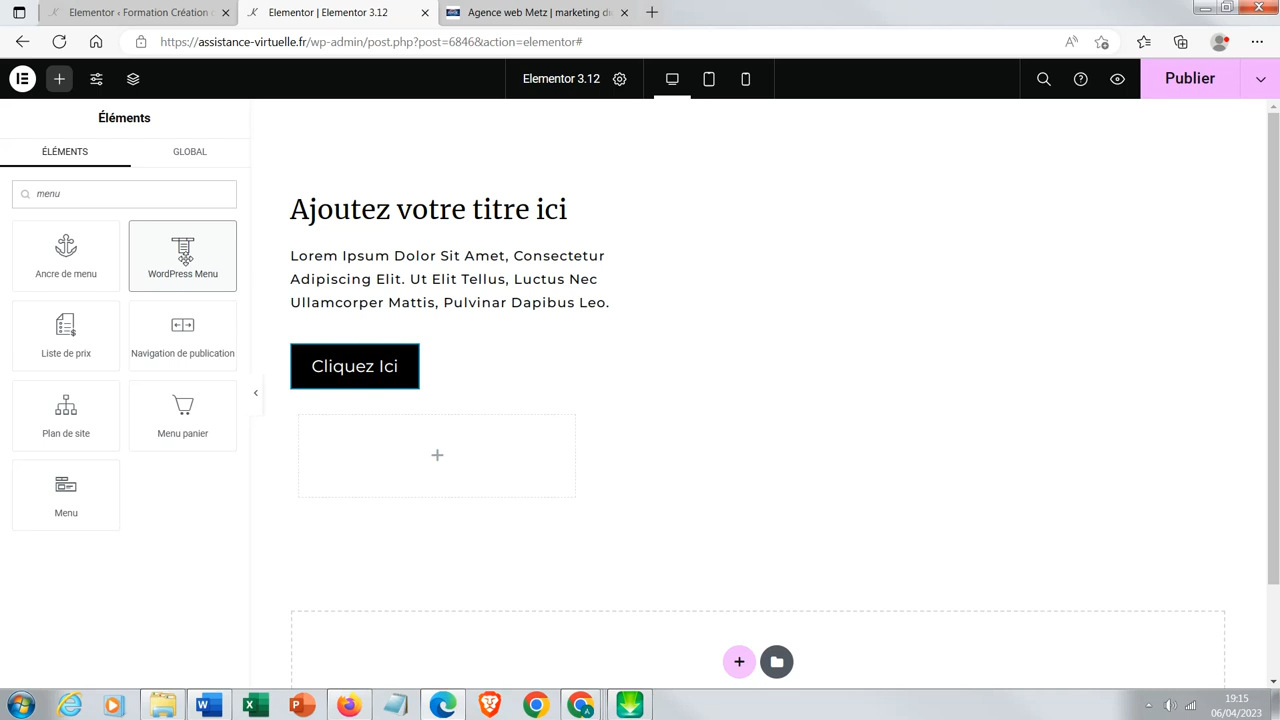 Elementor ‹ Formation Création d
Elementor | Elementor 3.12
Agence web Metz | marketing di
https://assistance-virtuelle.fr/wp-admin/post.php?post=6846&action=elementor#
Elementor 3.12
Publier
Éléments
ÉLÉMENTS
GLOBAL
menu
Ancre de menu
WordPress Menu
Liste de prix
Navigation de publication
Plan de site
Menu panier
Menu
Ajoutez votre titre ici
Lorem Ipsum Dolor Sit Amet, Consectetur
Adipiscing Elit. Ut Elit Tellus, Luctus Nec
Ullamcorper Mattis, Pulvinar Dapibus Leo.
Cliquez Ici
19:15
06/04/2023